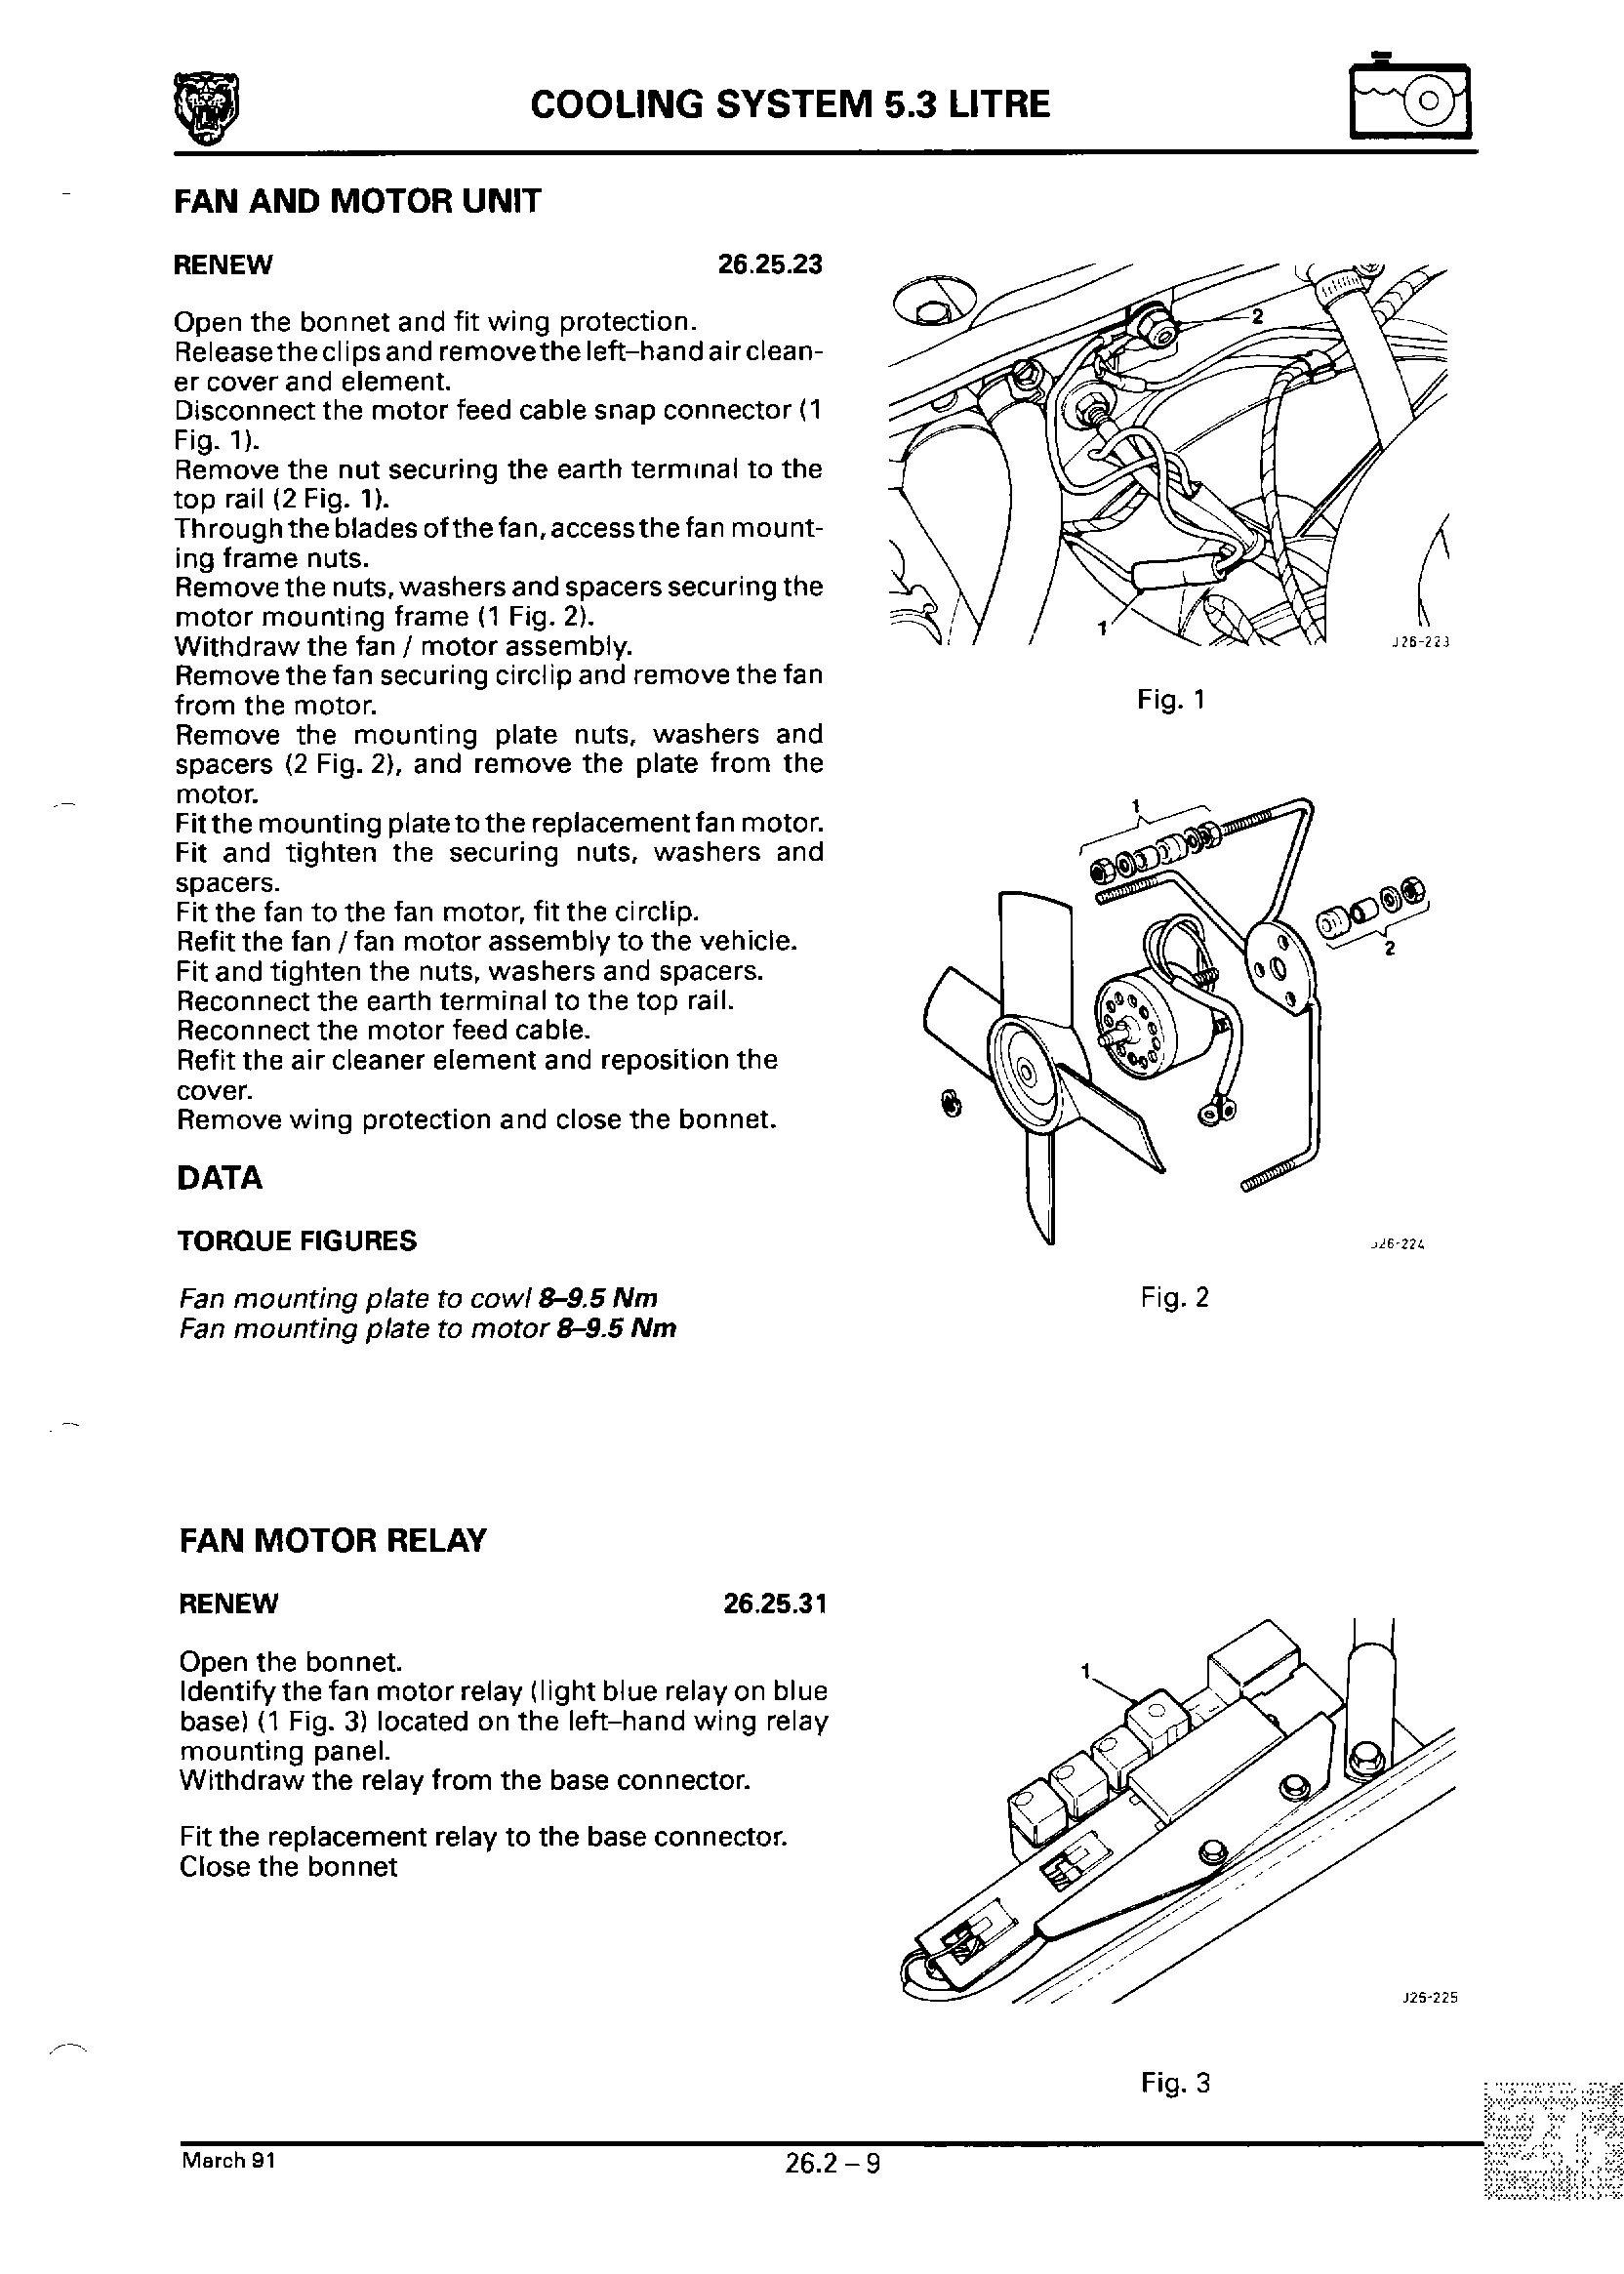 COOLING SYSTEM 5.3 LITRE
FAN AND MOTOR UNIT
RENEW 26.25.23
Open the bonnet and fit wing protection.
Release the clips and remove the left–hand air clean-
er cover and element.
Disconnect the motor feed cable snap connector (1
Fig. 1).
Remove the nut securing the earth terminal to the
top rail (2 Fig. 1).
Through the blades of the fan, access the fan mount-
ing frame nuts.
Remove the nuts, washers and spacers securing the
motor mounting frame (1 Fig. 2).
Withdraw the fan / motor assembly.
Remove the fan securing circlip and remove the fan
from the motor.
Remove the mounting plate nuts, washers and
spacers (2 Fig. 2), and remove the plate from the
motor.
Fit the mounting plate to the replacement fan motor.
Fit and tighten the securing nuts, washers and
spacers.
Fit the fan to the fan motor, fit the circlip.
Refit the fan / fan motor assembly to the vehicle.
Fit and tighten the nuts, washers and spacers.
Reconnect the earth terminal to the top rail.
Reconnect the motor feed cable.
Refit the air cleaner element and reposition the
cover.
Remove wing protection and close the bonnet.
DATA
TORQUE FIGURES
Fan mounting plate to cowl 8–9.5 Nm
Fan mounting plate to motor 8–9.5 Nm
2
1
J26-223
Fig. 1
1
2
J26-224
Fig. 2
FAN MOTOR RELAY
RENEW 26.25.31
Open the bonnet.
Identify the fan motor relay (light blue relay on blue
base) (1 Fig. 3) located on the left–hand wing relay
mounting panel.
Withdraw the relay from the base connector.
Fit the replacement relay to the base connector.
Close the bonnet
1
J26-225
Fig. 3
March 91
26.2 – 9